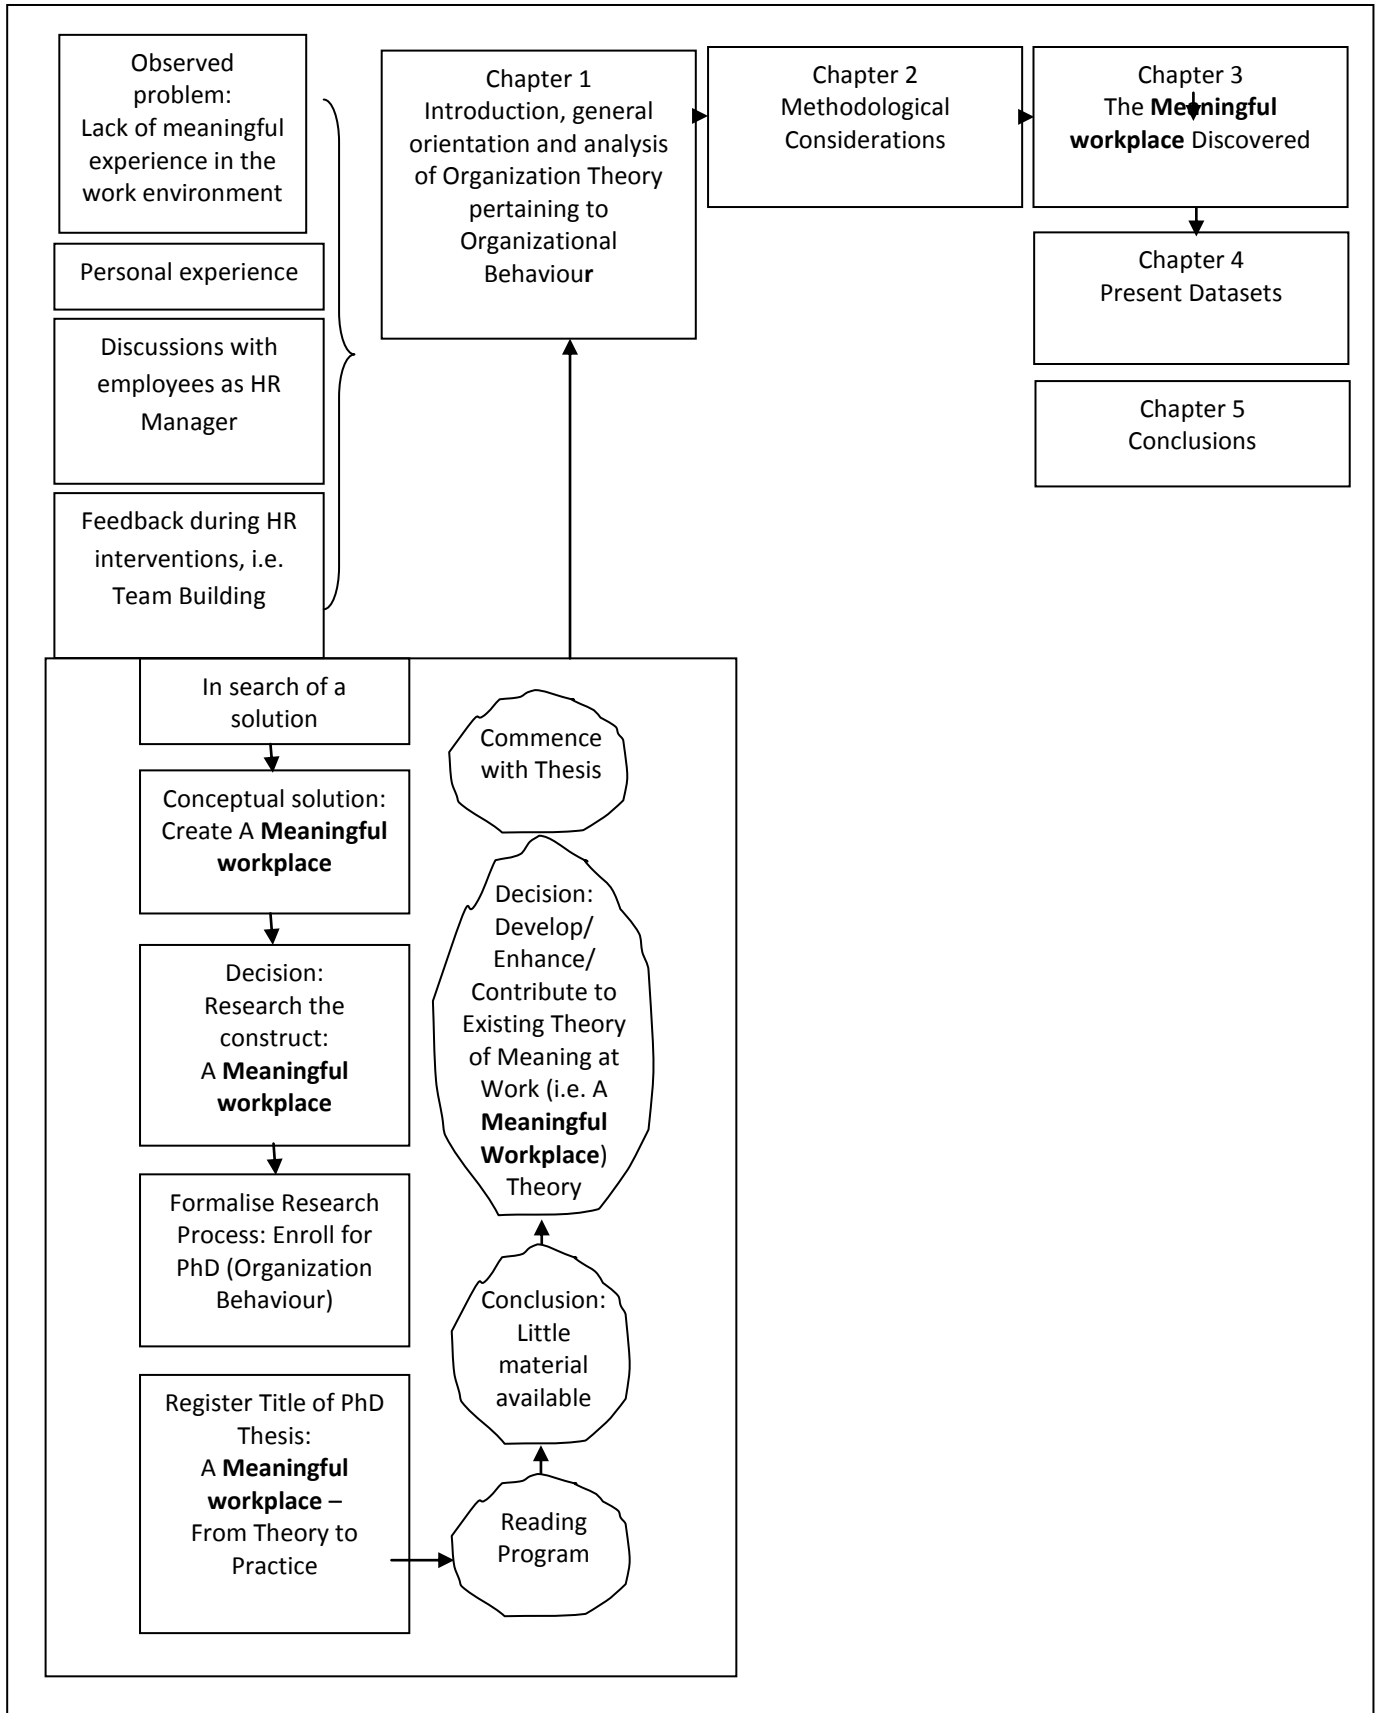 Observed
problem:
Lack of meaningful
experience in the
work environment
Personal experience
Discussions with
employees as HR
Manager
Feedback during HR
interventions, i.e.
Team Building
Chapter 1
Introduction, general
orientation and analysis
of Organization Theory
pertaining to
Organizational
Behaviour
Chapter 2
Methodological
Considerations
Chapter 3
The Meaningful
workplace Discovered
Chapter 4
Present Datasets
Chapter 5
Conclusions
In search of a
solution
Conceptual solution:
Create A Meaningful
workplace
Decision:
Research the
construct:
A Meaningful
workplace
Formalise Research
Process: Enroll for
PhD (Organization
Behaviour)
Register Title of PhD
Thesis:
A Meaningful
workplace –
From Theory to
Practice
Commence
with Thesis
Decision:
Develop/
Enhance/
Contribute to
Existing Theory
of Meaning at
Work (i.e. A
Meaningful
Workplace)
Theory
Conclusion:
Little
material
available
Reading
Program